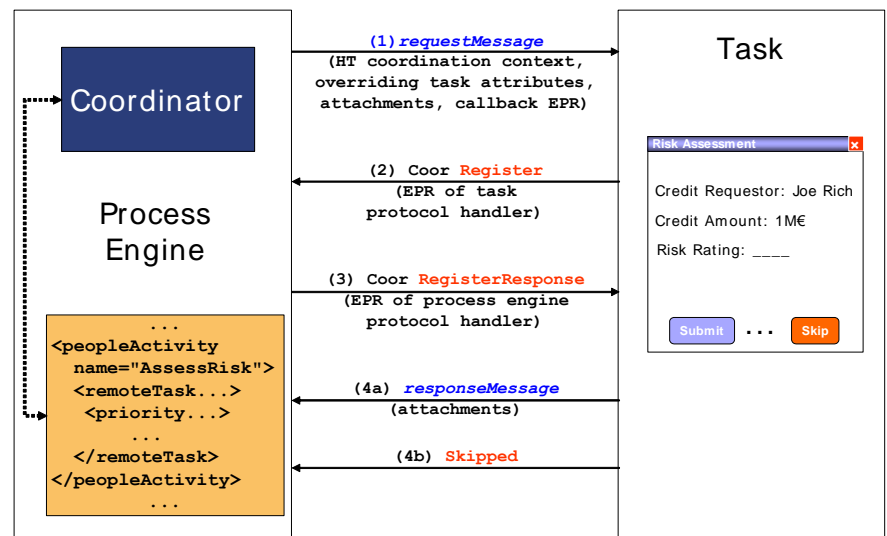 Coordinator
Process
Engine
...
<peopleActivity
name="AssessRisk">
<remoteTask...>
<priority...>
...
</remoteTask>
</peopleActivity>
...
(1)requestMessage
(HT coordination context,
overriding task attributes,
attachments, callback EPR)
(2) Coor Register
(EPR of task
protocol handler)
(3) Coor RegisterResponse
(EPR of process engine
protocol handler)
(4a) responseMessage
(attachments)
(4b) Skipped
Task
Risk Assessment x
Credit Requestor: Joe Rich
Credit Amount: 1M€
Risk Rating: ____
Submit ... Skip